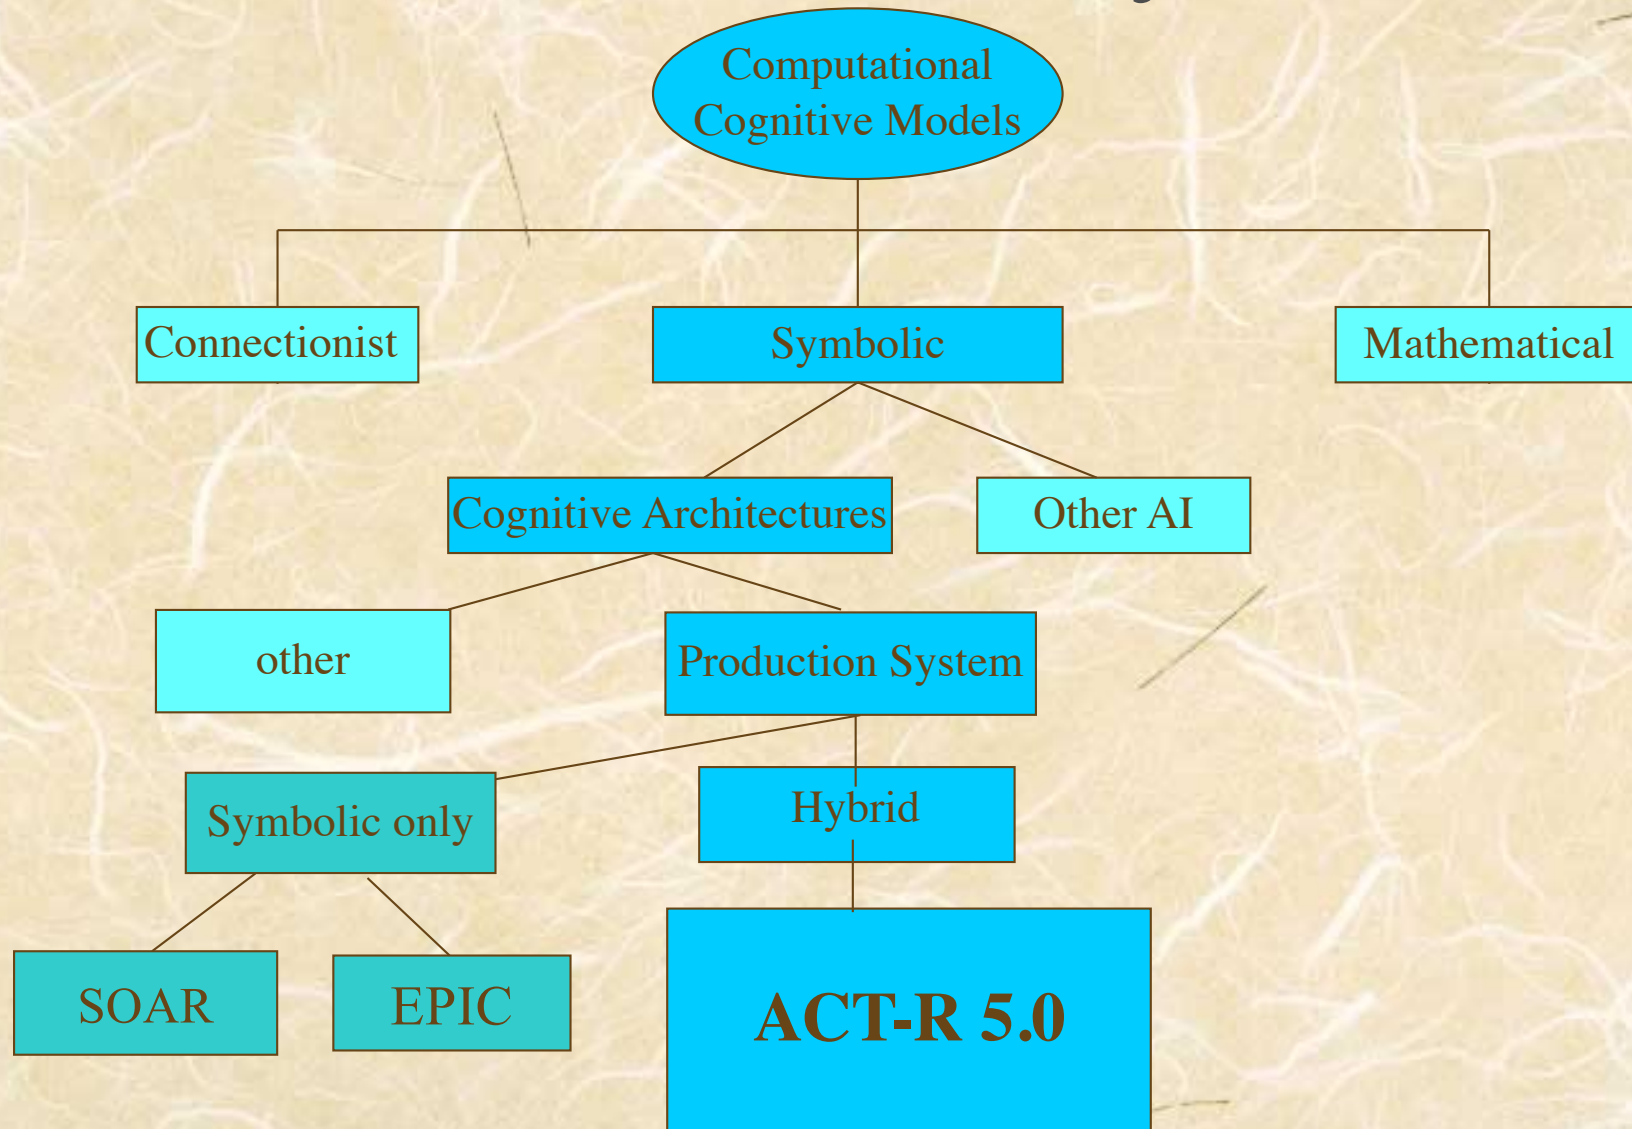 Computational
Cognitive Models
Connectionist
Symbolic
Mathematical
Cognitive Architectures
Other AI
other
Production System
Symbolic only
Hybrid
SOAR
EPIC
ACT-R 5.0